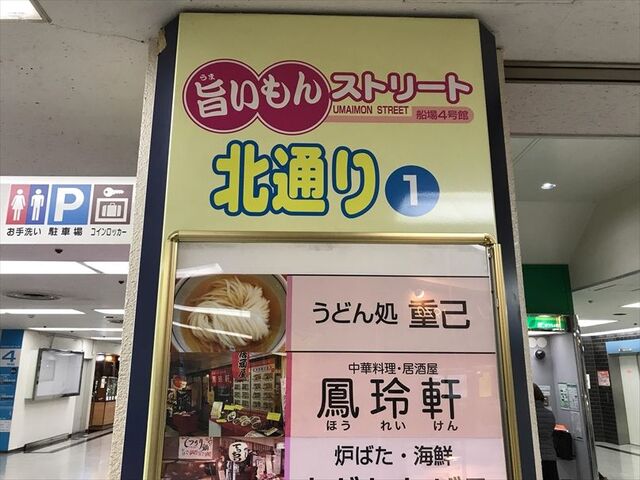 うま
旨いもんストリート
UMAIMON STREET 船場4号館
北通り 1
P
お手洗い 駐車場 コインロッカー
うどん処 重己
中華料理・居酒屋
鳳玲軒
ほう れい けん
炉ばた・海鮮
4